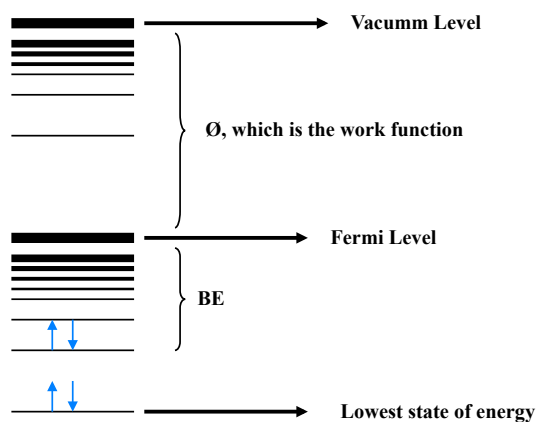 Vacumm Level
Ø, which is the work function
Fermi Level
BE
Lowest state of energy